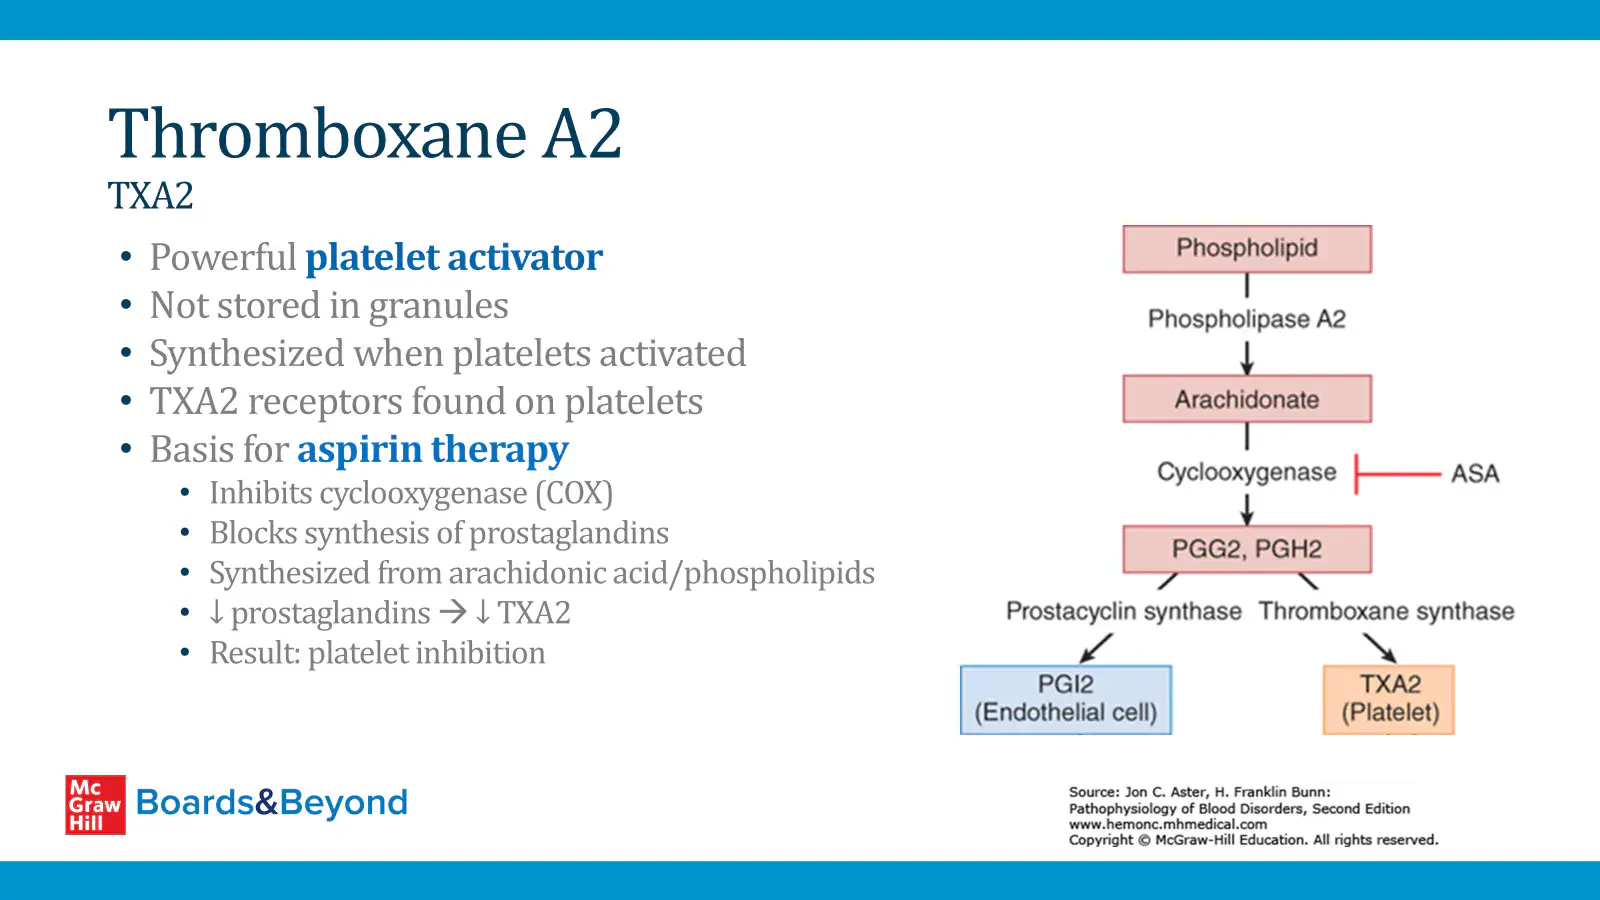 Thromboxane A2
TXA2
• Powerful platelet activator
• Not stored in granules
• Synthesized when platelets activated
• TXA2 receptors found on platelets
• Basis for aspirin therapy
• Inhibits cyclooxygenase (COX)
• Blocks synthesis of prostaglandins
• Synthesized from arachidonic acid/phospholipids
• ↓ prostaglandins → ↓ TXA2
• Result: platelet inhibition
Phospholipid
Phospholipase A2
Arachidonate
Cyclooxygenase
ASA
PGG2, PGH2
Prostacyclin synthase
Thromboxane synthase
PGI2
(Endothelial cell)
TXA2
(Platelet)
Mc
Graw
Hill
Boards&Beyond
Source: Jon C. Aster, H. Franklin Bunn:
Pathophysiology of Blood Disorders, Second Edition
www.hemonc.mhmedical.com
Copyright © McGraw-Hill Education. All rights reserved.